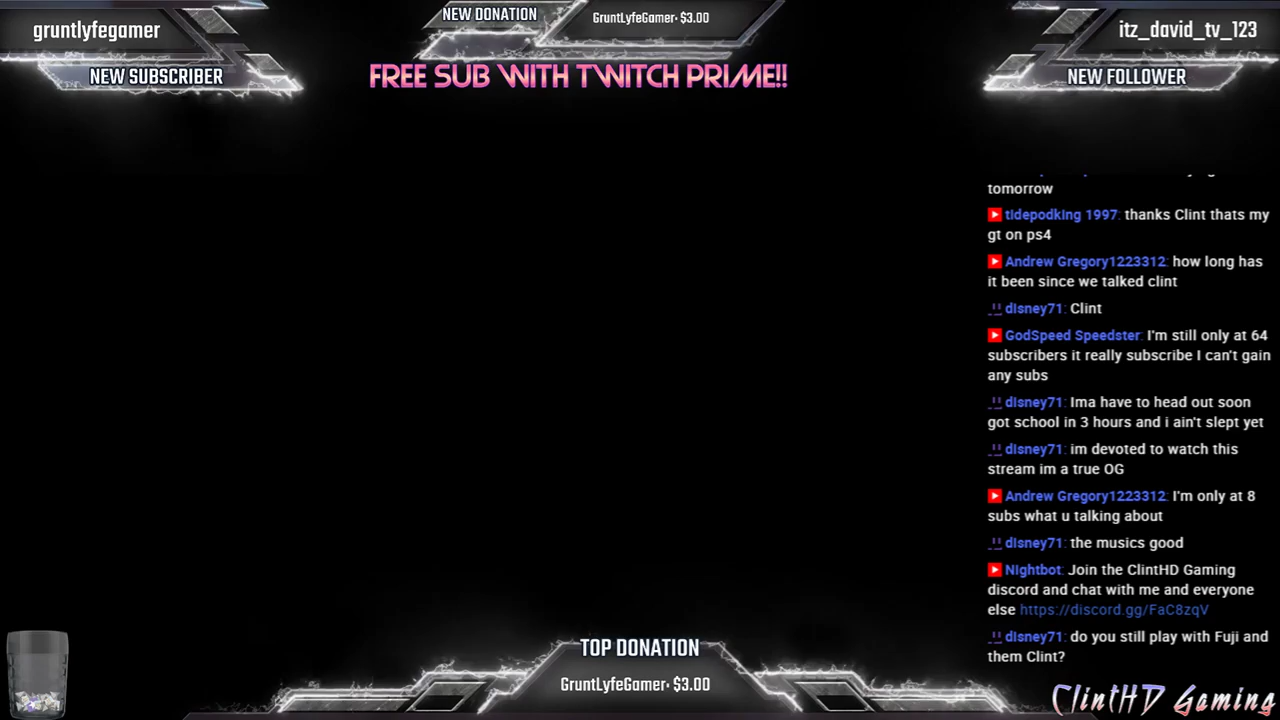 gruntlyfegamer
NEW SUBSCRIBER
NEW DONATION
GruntLyfeGamer: $3.00
FREE SUB WITH TWITCH PRIME!!
itz_david_tv_123
NEW FOLLOWER
tomorrow
tidepodking 1997: thanks Clint thats my
gt on ps4
Andrew Gregory1223312: how long has
it been since we talked clint
disney71: Clint
GodSpeed Speedster: I'm still only at 64
subscribers it really subscribe I can't gain
any subs
disney71: Ima have to head out soon
got school in 3 hours and i ain't slept yet
disney71: im devoted to watch this
stream im a true OG
Andrew Gregory1223312: I'm only at 8
subs what u talking about
disney71: the musics good
Nightbot: Join the ClintHD Gaming
discord and chat with me and everyone
else https://discord.gg/FaC8zqV
disney71: do you still play with Fuji and
them Clint?
TOP DONATION
GruntLyfeGamer: $3.00
ClintHD Gaming